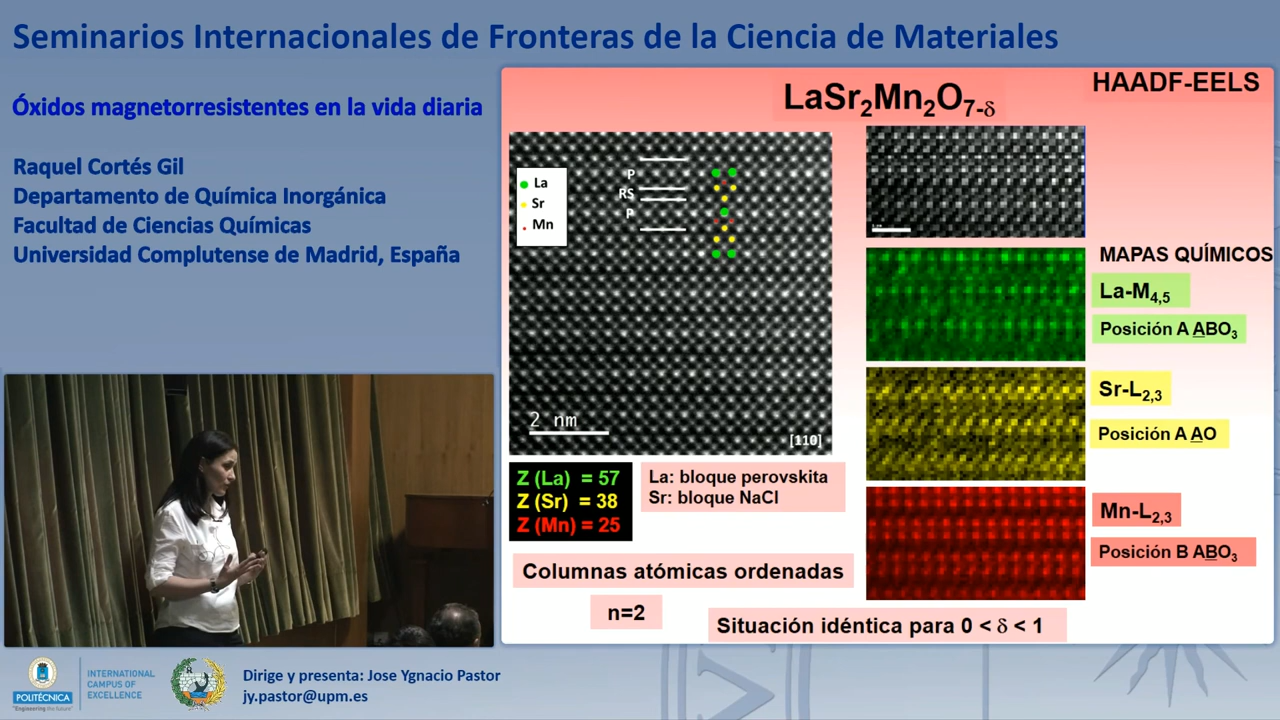 Seminarios Internacionales de Fronteras de la Ciencia de Materiales
Óxidos magnetorresistentes en la vida diaria
Raquel Cortés Gil
Departamento de Química Inorgánica
Facultad de Ciencias Químicas
Universidad Complutense de Madrid, España
LaSr₂Mn₂O₇₋δ
HAADF-EELS
La
Sr
Mn
P
RS
P
2 nm
[110]
MAPAS QUÍMICOS
La-M₄,₅
Posición A ABO₃
Sr-L₂,₃
Posición A AO
Mn-L₂,₃
Posición B ABO₃
Z (La) = 57
Z (Sr) = 38
Z (Mn) = 25
La: bloque perovskita
Sr: bloque NaCl
Columnas atómicas ordenadas
n=2
Situación idéntica para 0 < δ < 1
POLITÉCNICA
"Engineering the future"
INTERNATIONAL
CAMPUS OF
EXCELLENCE
Dirige y presenta: Jose Ygnacio Pastor
jy.pastor@upm.es